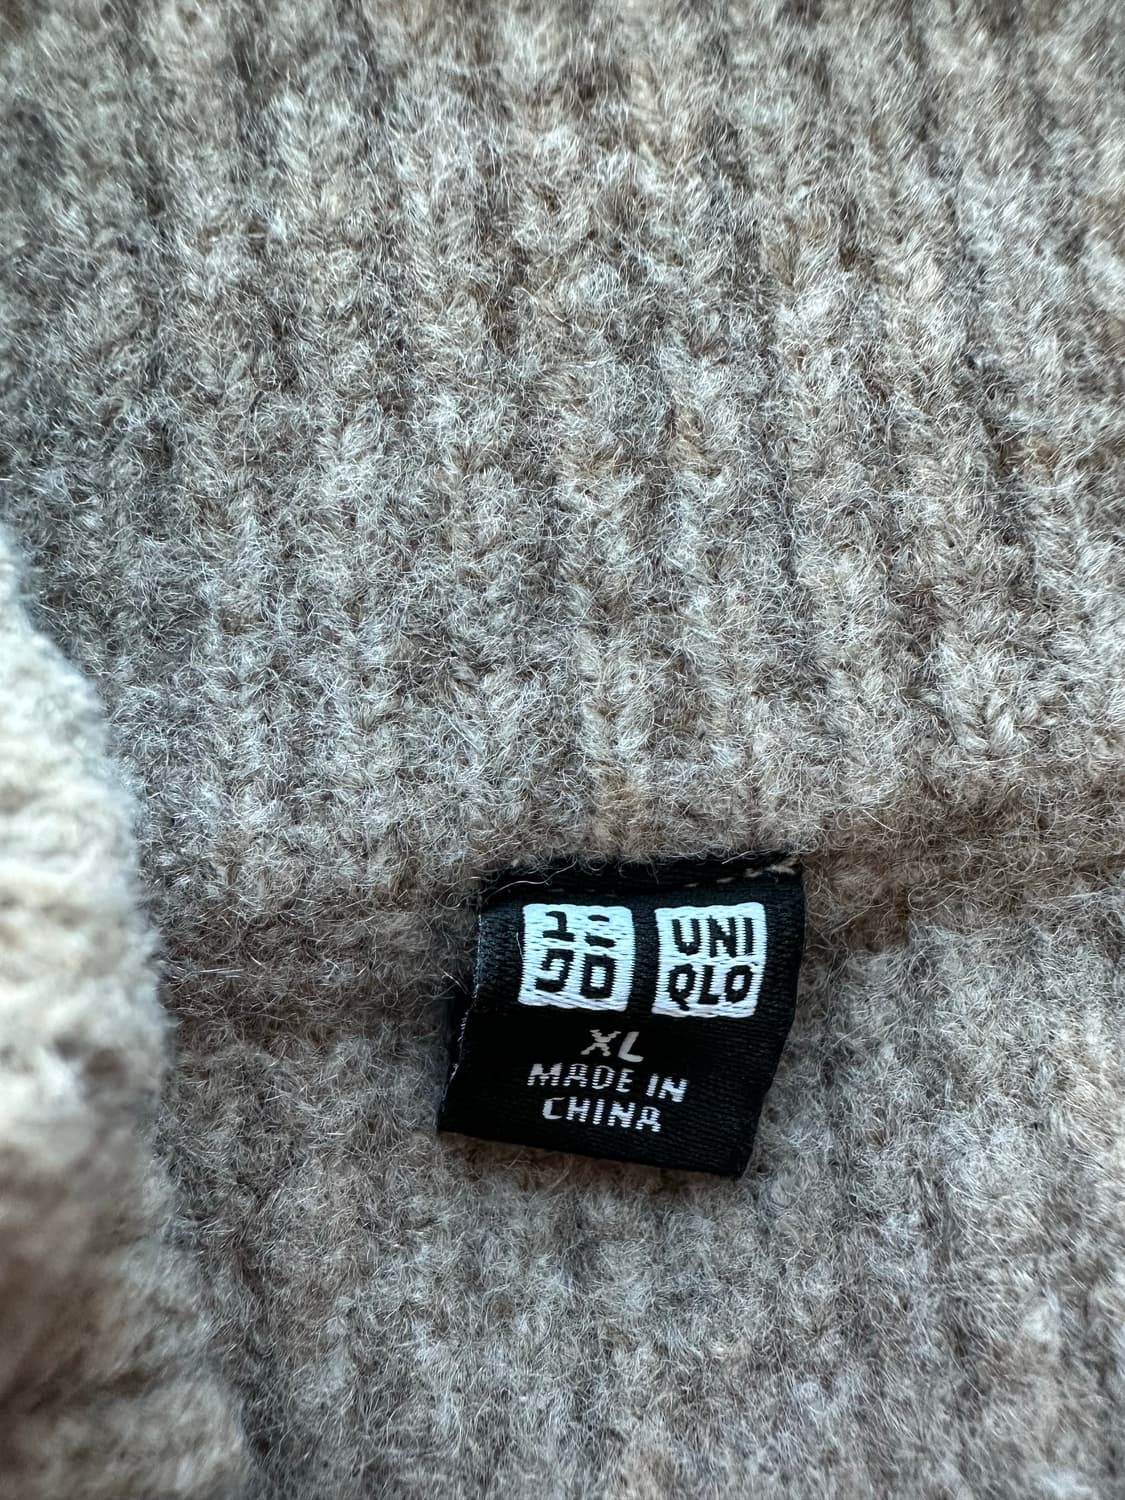 ユニ
クロ
UNI
QLO
XL
MADE IN
CHINA